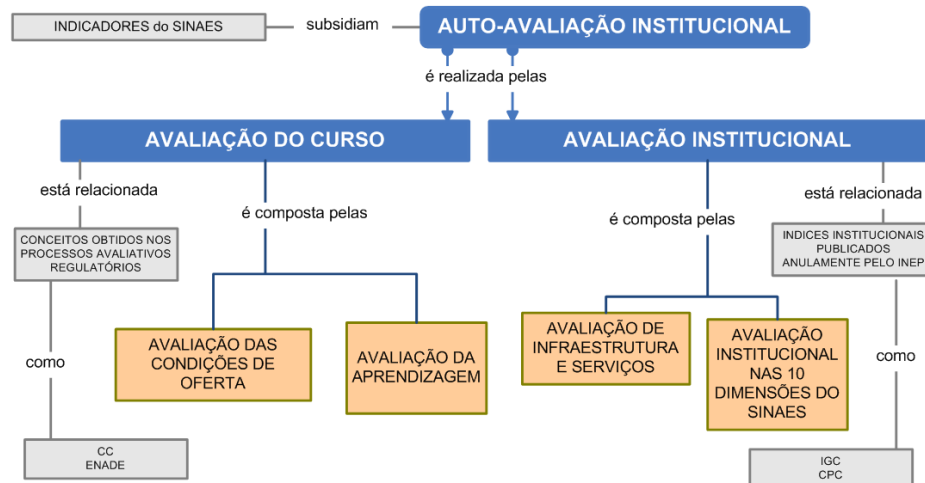 INDICADORES do SINAES
subsidiam
AUTO-AVALIAÇÃO INSTITUCIONAL
é realizada pelas
AVALIAÇÃO DO CURSO
AVALIAÇÃO INSTITUCIONAL
está relacionada
é composta pelas
é composta pelas
está relacionada
CONCEITOS OBTIDOS NOS
PROCESSOS AVALIATIVOS
REGULATÓRIOS
INDICES INSTITUCIONAIS
PUBLICADOS
ANULAMENTE PELO INEP
como
AVALIAÇÃO DAS
CONDIÇÕES DE
OFERTA
AVALIAÇÃO DA
APRENDIZAGEM
AVALIAÇÃO DE
INFRAESTRUTURA
E SERVIÇOS
AVALIAÇÃO
INSTITUCIONAL
NAS 10
DIMENSÕES DO
SINAES
como
CC
ENADE
IGC
CPC